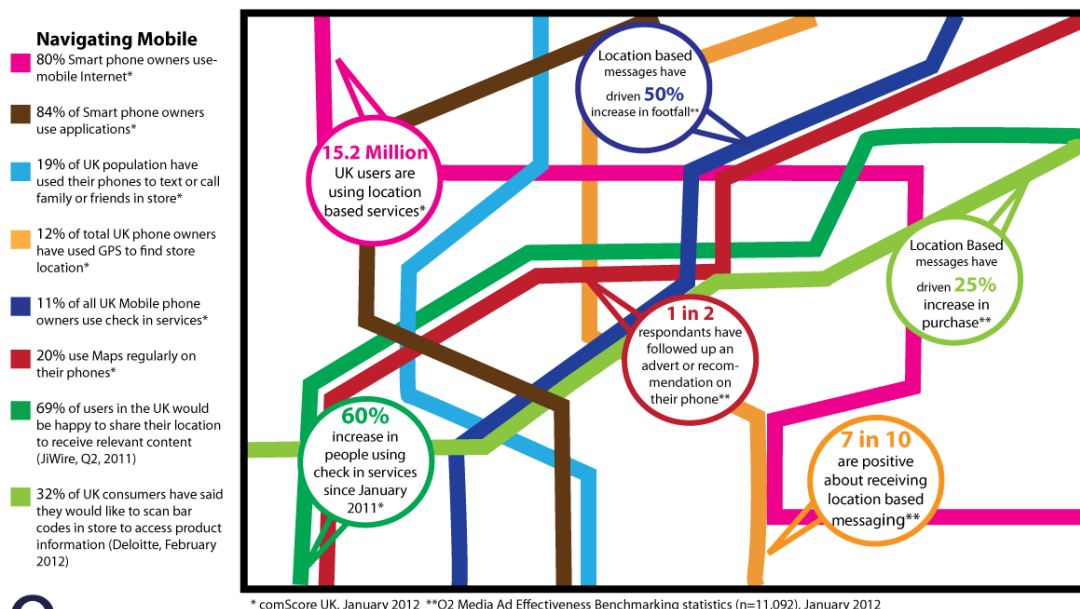 Navigating Mobile
80% Smart phone owners use-
mobile Internet*
84% of Smart phone owners
use applications*
19% of UK population have
used their phones to text or call
family or friends in store*
12% of total UK phone owners
have used GPS to find store
location*
11% of all UK Mobile phone
owners use check in services*
20% use Maps regularly on
their phones*
69% of users in the UK would
be happy to share their location
to receive relevant content
(JiWire, Q2, 2011)
32% of UK consumers have said
they would like to scan bar
codes in store to access product
information (Deloitte, February
2012)
15.2 Million
UK users are
using location
based services*
Location based
messages have
driven 50%
increase in footfall**
Location Based
messages have
driven 25%
increase in
purchase**
1 in 2
respondants have
followed up an
advert or recom-
mendation on
their phone**
60%
increase in
people using
check in services
since January
2011*
7 in 10
are positive
about receiving
location based
messaging**
* comScore UK, January 2012 **O2 Media Ad Effectiveness Benchmarking statistics (n=11,092), January 2012